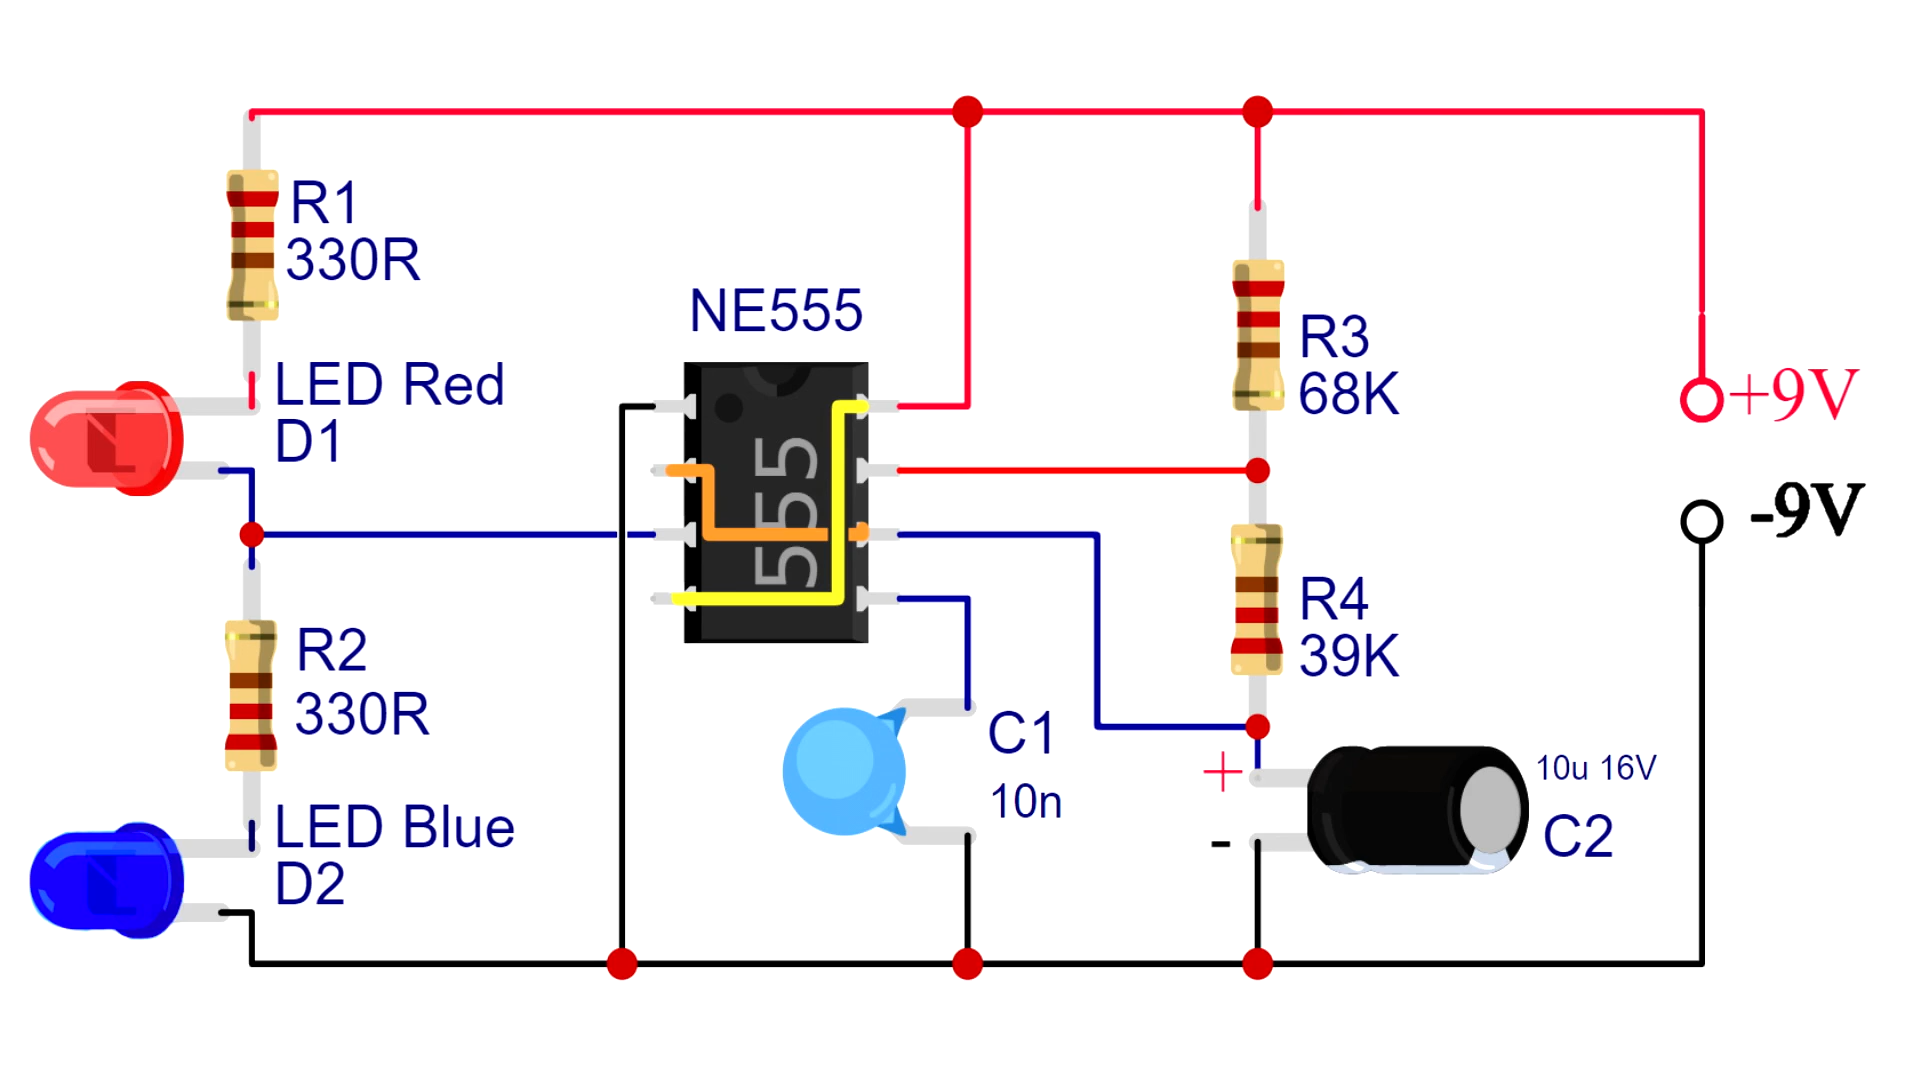 R1
330R
LED Red
D1
NE555
555
R3
68K
+9V
-9V
R4
39K
R2
330R
LED Blue
D2
C1
10n
+
-
10u 16V
C2